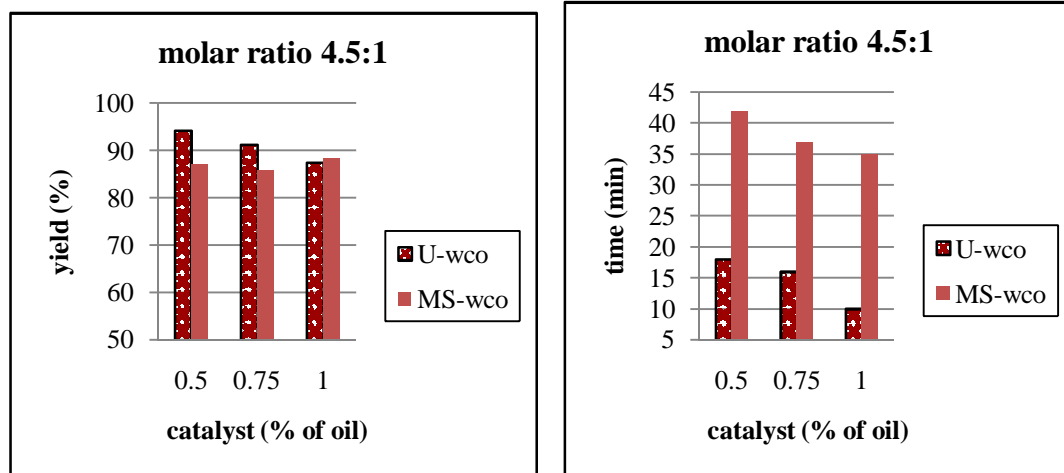 molar ratio 4.5:1
100
90
80
70
60
50
yield (%)
0.5 0.75 1
catalyst (% of oil)
U-wco
MS-wco
molar ratio 4.5:1
45
40
35
30
25
20
15
10
5
time (min)
0.5 0.75 1
catalyst (% of oil)
U-wco
MS-wco